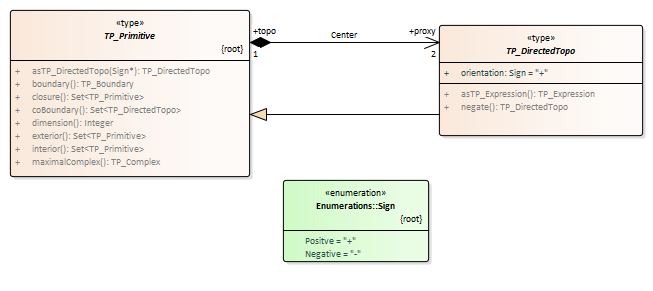 «type»
TP_Primitive
{root}
+ asTP_DirectedTopo(Sign*): TP_DirectedTopo
+ boundary(): TP_Boundary
+ closure(): Set<TP_Primitive>
+ coBoundary(): Set<TP_DirectedTopo>
+ dimension(): Integer
+ exterior(): Set<TP_Primitive>
+ interior(): Set<TP_Primitive>
+ maximalComplex(): TP_Complex
+topo
1
Center
+proxy
2
«type»
TP_DirectedTopo
+ orientation: Sign = "+"
+ asTP_Expression(): TP_Expression
+ negate(): TP_DirectedTopo
«enumeration»
Enumerations::Sign
{root}
Positve = "+"
Negative = "-"